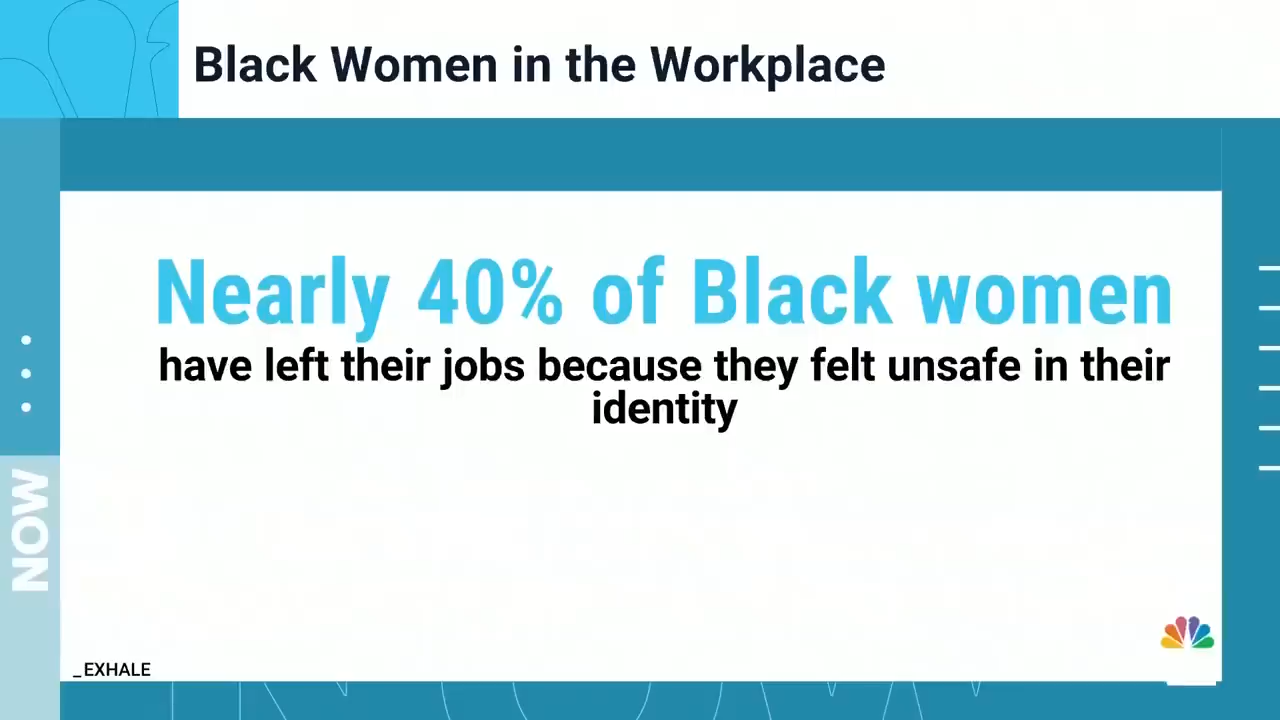 Black Women in the Workplace
Nearly 40% of Black women
have left their jobs because they felt unsafe in their
identity
NOW
_EXHALE